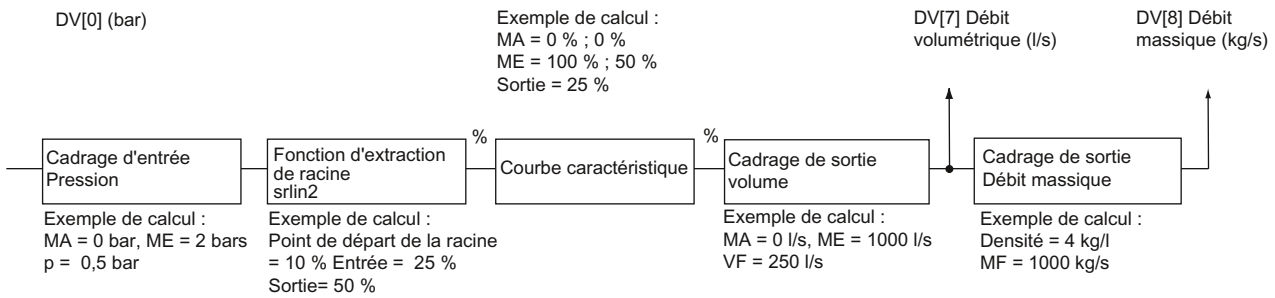 DV[0] (bar)
Exemple de calcul :
MA = 0 % ; 0 %
ME = 100 % ; 50 %
Sortie = 25 %
DV[7] Débit
volumétrique (l/s)
DV[8] Débit
massique (kg/s)
Cadrage d'entrée
Pression
Exemple de calcul :
MA = 0 bar, ME = 2 bars
p = 0,5 bar
Fonction d'extraction
de racine
srlin2
Exemple de calcul :
Point de départ de la racine
= 10 % Entrée = 25 %
Sortie= 50 %
%
Courbe caractéristique
%
Cadrage de sortie
volume
Exemple de calcul :
MA = 0 l/s, ME = 1000 l/s
VF = 250 l/s
Cadrage de sortie
Débit massique
Exemple de calcul :
Densité = 4 kg/l
MF = 1000 kg/s